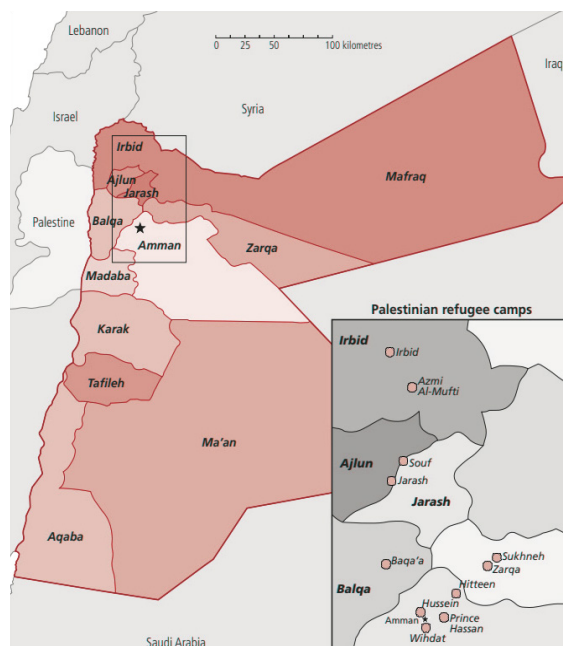 Lebanon
0 25 50 100 kilometres
Iraq
Syria
Israel
Irbid
Ajlun
Jarash
Mafraq
Palestine
Balqa
Amman
Zarqa
Madaba
Karak
Tafileh
Ma'an
Aqaba
Saudi Arabia
Palestinian refugee camps
Irbid
Irbid
Azmi
Al-Mufti
Ajlun
Souf
Jarash
Jarash
Baqa'a
Sukhneh
Zarqa
Balqa
Hitteen
Hussein
Amman
Prince
Hassan
Wihdat